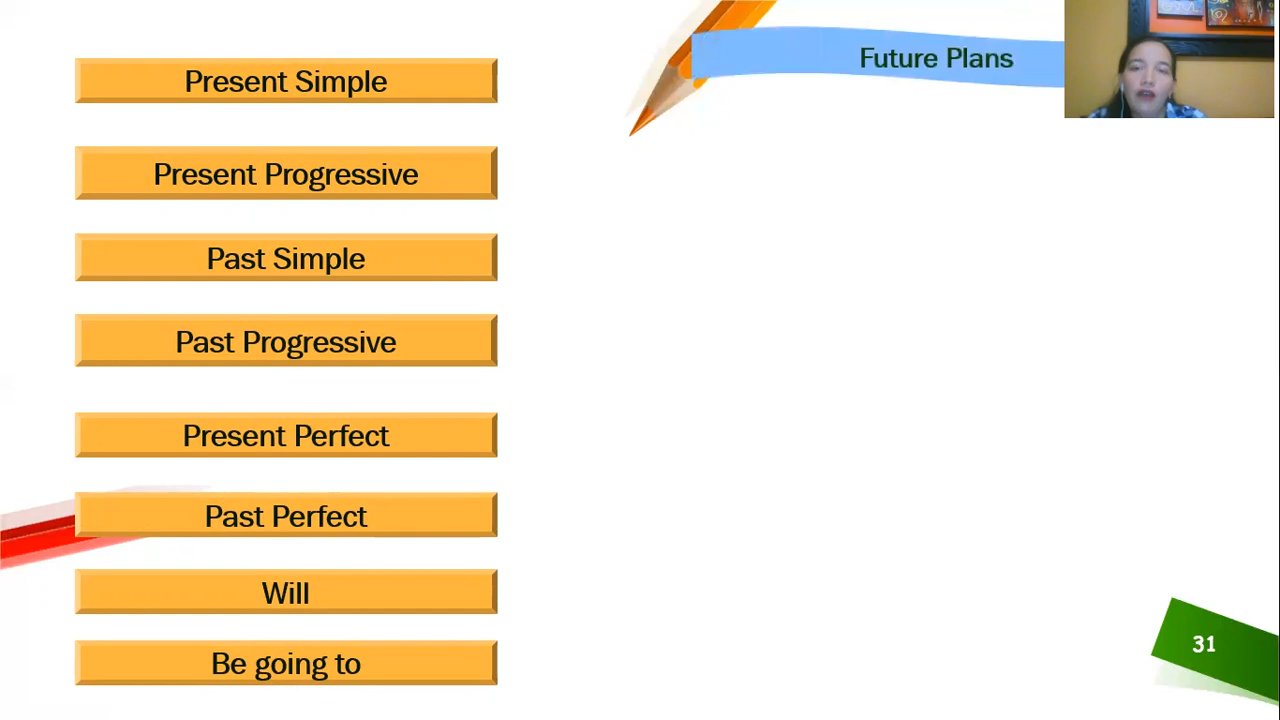 Future Plans
Present Simple
Present Progressive
Past Simple
Past Progressive
Present Perfect
Past Perfect
Will
Be going to
31